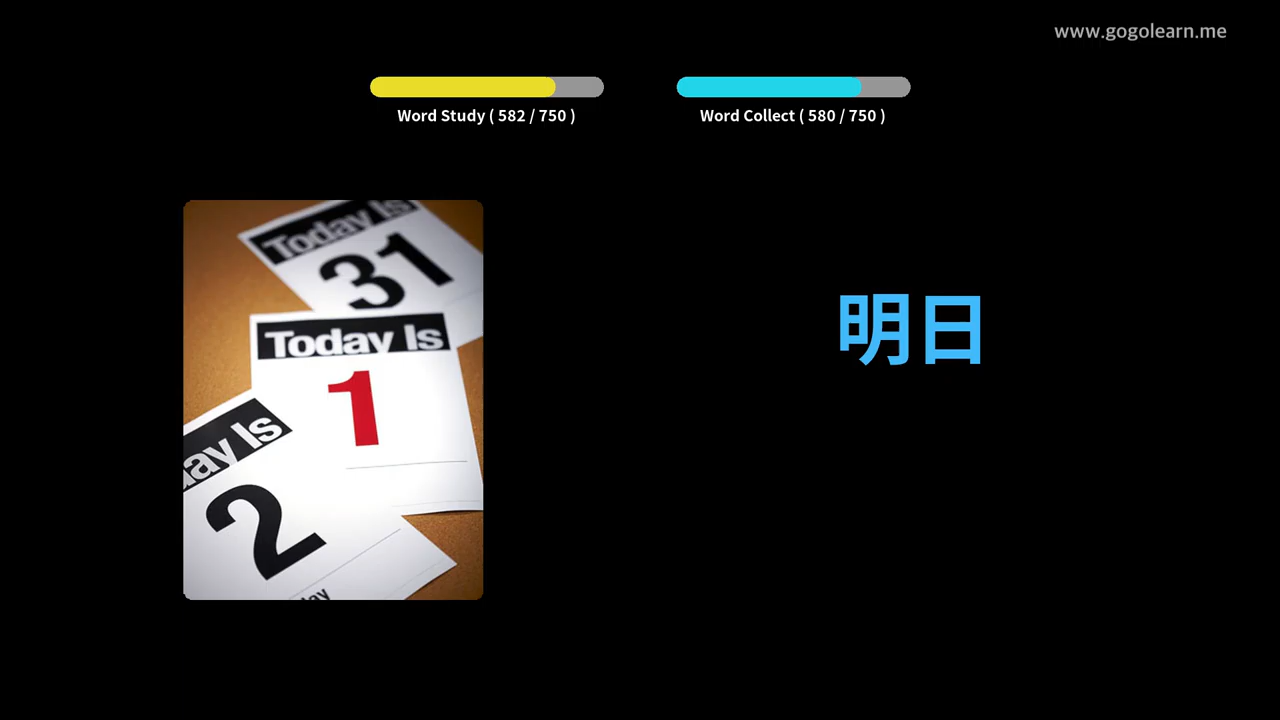 www.gogolearn.me
Word Study ( 582 / 750 )
Word Collect ( 580 / 750 )
Today Is
31
Today Is
1
ay Is
2
明日